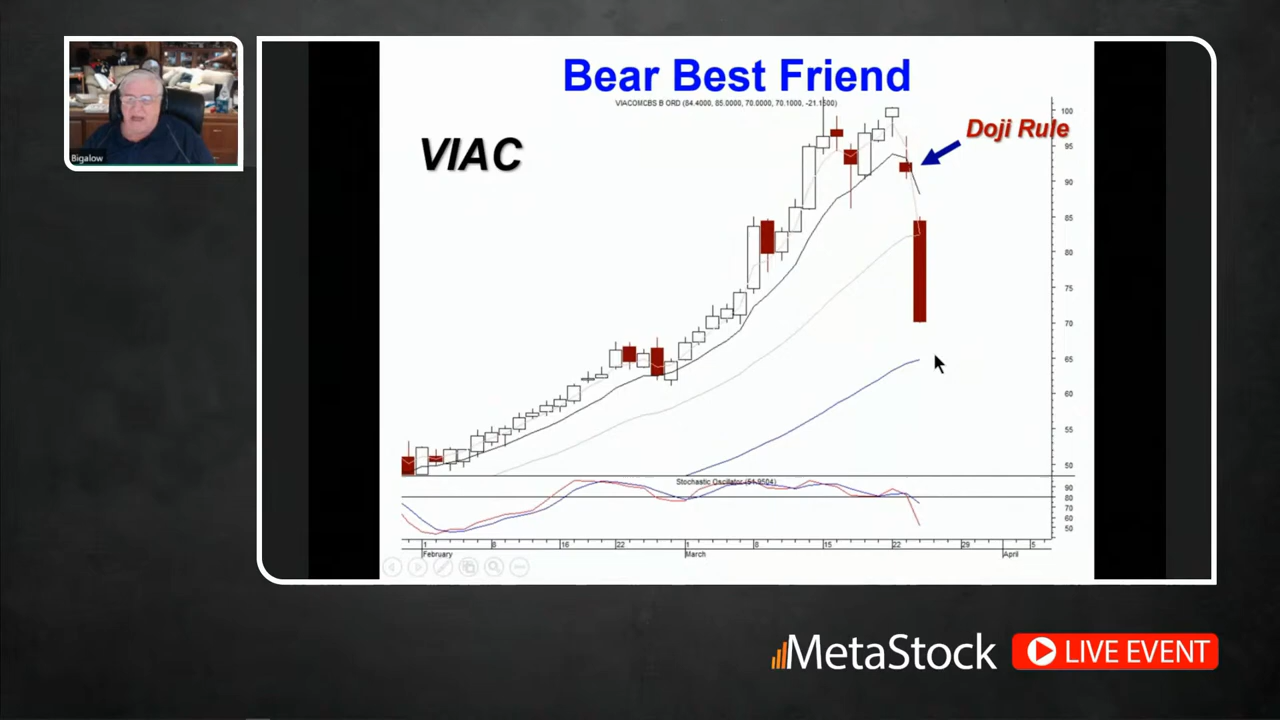 Bear Best Friend
VIACOMCBS B ORD (84.4000, 85.0000, 70.0000, 70.1000, -21.1500)
VIAC
Doji Rule
100
95
90
85
80
75
70
65
60
55
50
Stochastic Oscillator (51.9504)
90
80
70
60
50
1 8 16 22 1 8 15 22 29 5
February March April
Bigalow
MetaStock LIVE EVENT